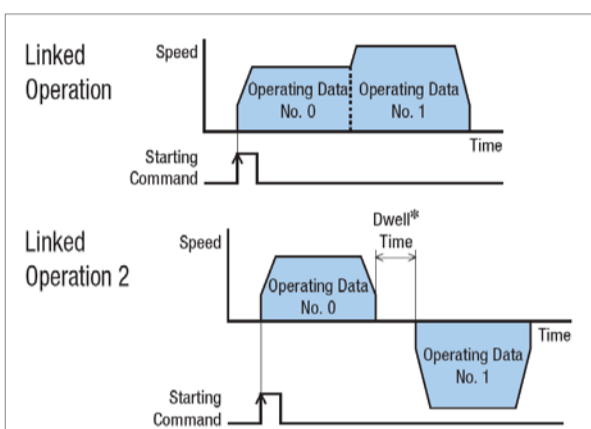 Linked
Operation
Speed
Operating Data
No. 0
Operating Data
No. 1
Time
Starting
Command
Linked
Operation 2
Speed
Dwell*
Time
Operating Data
No. 0
Time
Operating Data
No. 1
Starting
Command